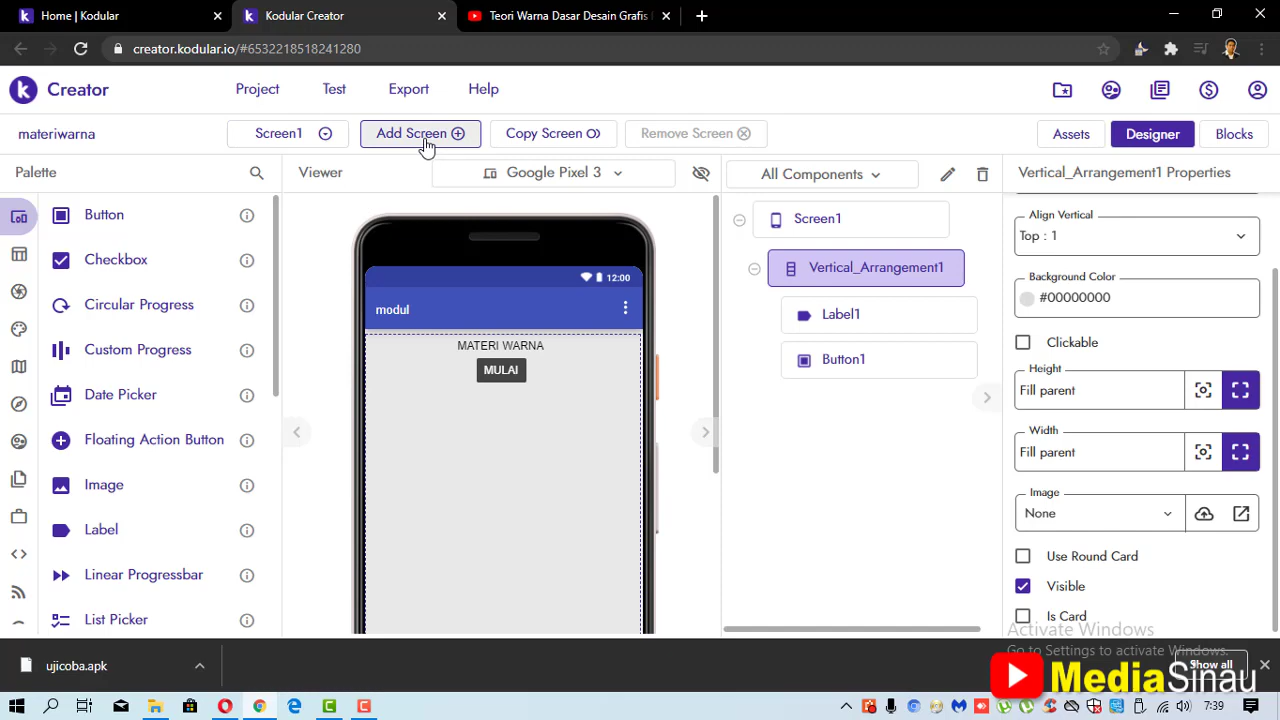 Home | Kodular
Kodular Creator
Teori Warna Dasar Desain Grafis
creator.kodular.io/#6532218518241280
Creator
Project
Test
Export
Help
materiwarna
Screen1
Add Screen
Copy Screen
Remove Screen
Assets
Designer
Blocks
Palette
Viewer
Google Pixel 3
All Components
Vertical_Arrangement1 Properties
Button
Checkbox
Circular Progress
Custom Progress
Date Picker
Floating Action Button
Image
Label
Linear Progressbar
List Picker
12:00
modul
MATERI WARNA
MULAI
Screen1
Vertical_Arrangement1
Label1
Button1
Align Vertical
Top : 1
Background Color
#00000000
Clickable
Height
Fill parent
Width
Fill parent
Image
None
Use Round Card
Visible
Is Card
Activate Windows
Go to Settings to activate Windows.
ujicoba.apk
Show all
MediaSinau
7:39